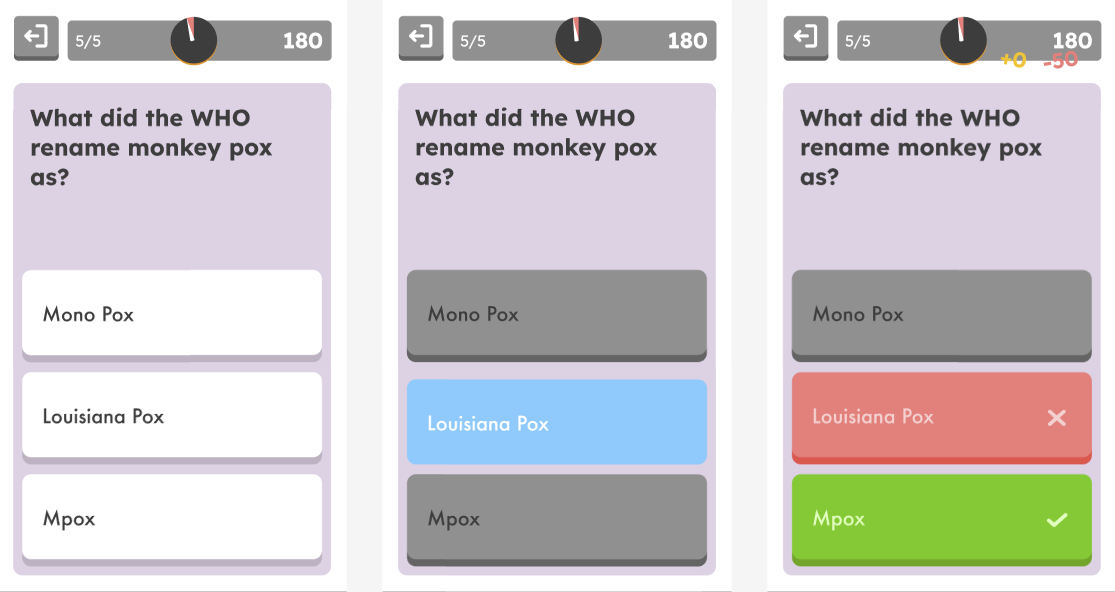 5/5
180
What did the WHO
rename monkey pox
as?
Mono Pox
Louisiana Pox
Mpox
5/5
180
What did the WHO
rename monkey pox
as?
Mono Pox
Louisiana Pox
Mpox
5/5
180
+0 -50
What did the WHO
rename monkey pox
as?
Mono Pox
Louisiana Pox
Mpox